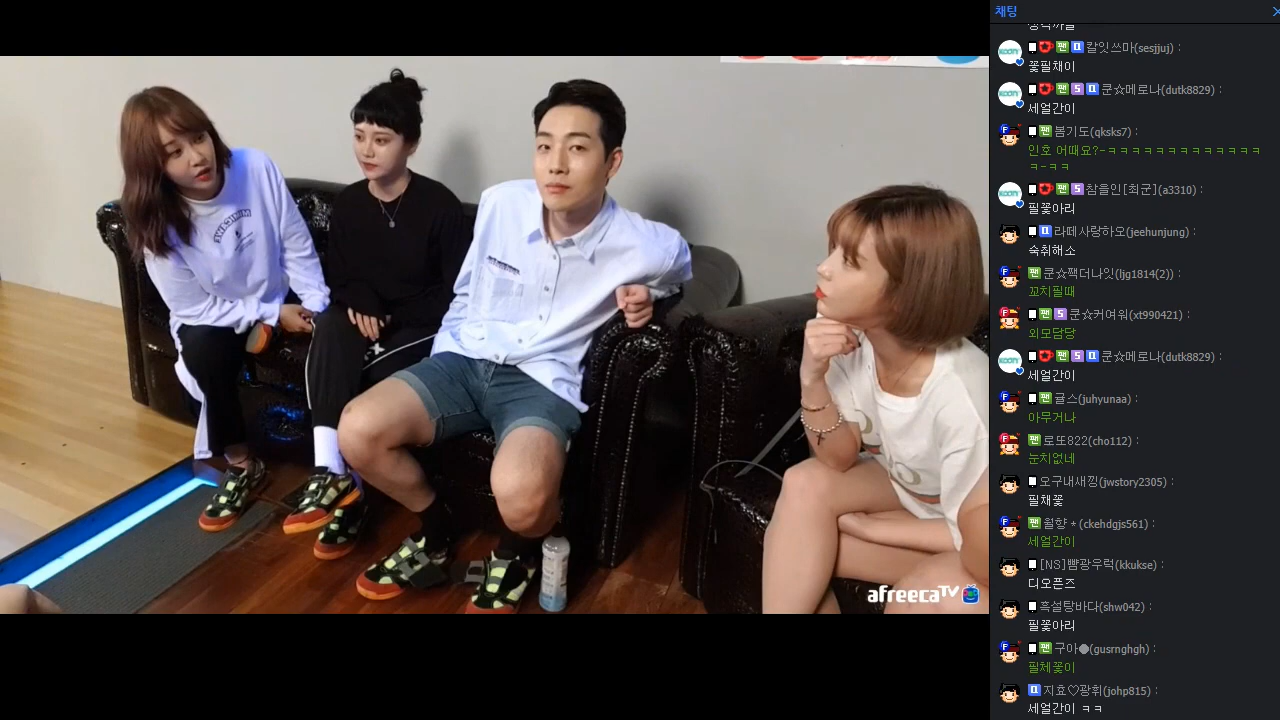 채팅
칼잇쓰마(sesjjuj) :
꽃필채이
쿤☆메로나(dutk8829) :
세얼간이
봄기도(qksks7) :
인호 어때요?-ㅋㅋㅋㅋㅋㅋㅋㅋㅋㅋㅋㅋㅋ
ㅋ-ㅋㅋ
참을인[최군](a3310) :
필꽃아리
라떼사랑하오(jeehunjung) :
숙취해소
쿤☆잭더나잇(ljg1814(2)) :
꼬치필때
쿤☆커여워(xt990421) :
외모담당
쿤☆메로나(dutk8829) :
세얼간이
귤스(juhyunaa) :
아무거나
로또822(cho112) :
눈치없네
오구내새낑(jwstory2305) :
필채꽃
월향﹡(ckehdgjs561) :
세얼간이
[NS]뺨광우럭(kkukse) :
디오픈즈
흑설탕바다(shw042) :
필꽃아리
구아●(gusrnghgh) :
필체꽃이
지효♡광휘(johp815) :
세얼간이 ㅋㅋ
afreecaTV